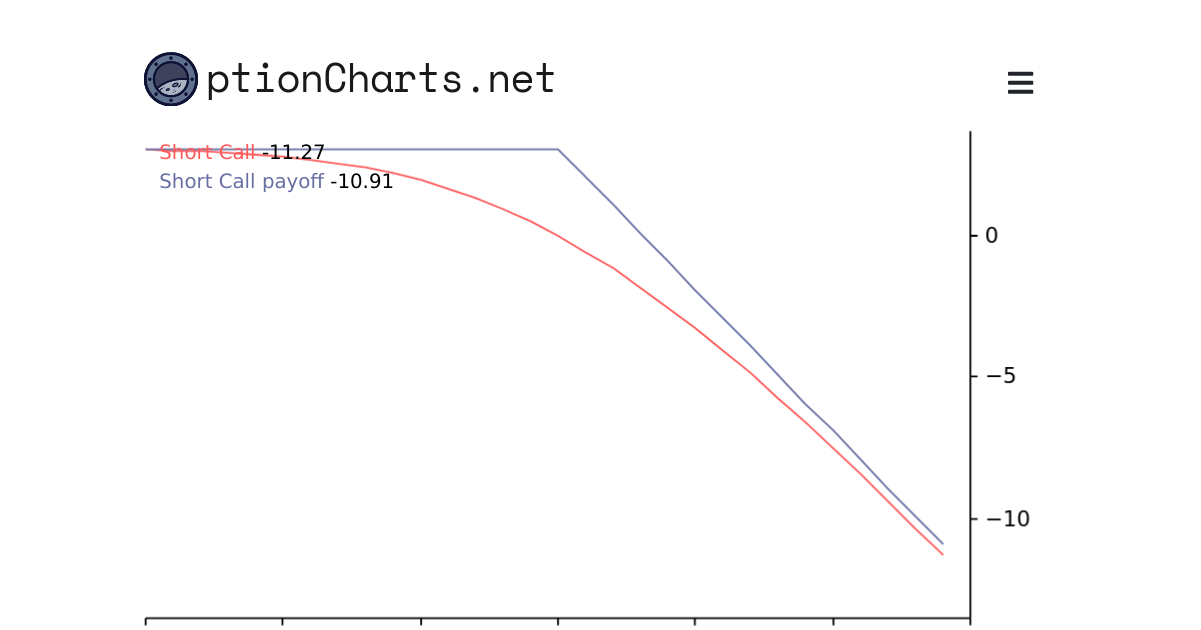 ptionCharts.net
Short Call -11.27
Short Call payoff -10.91
0
−5
−10